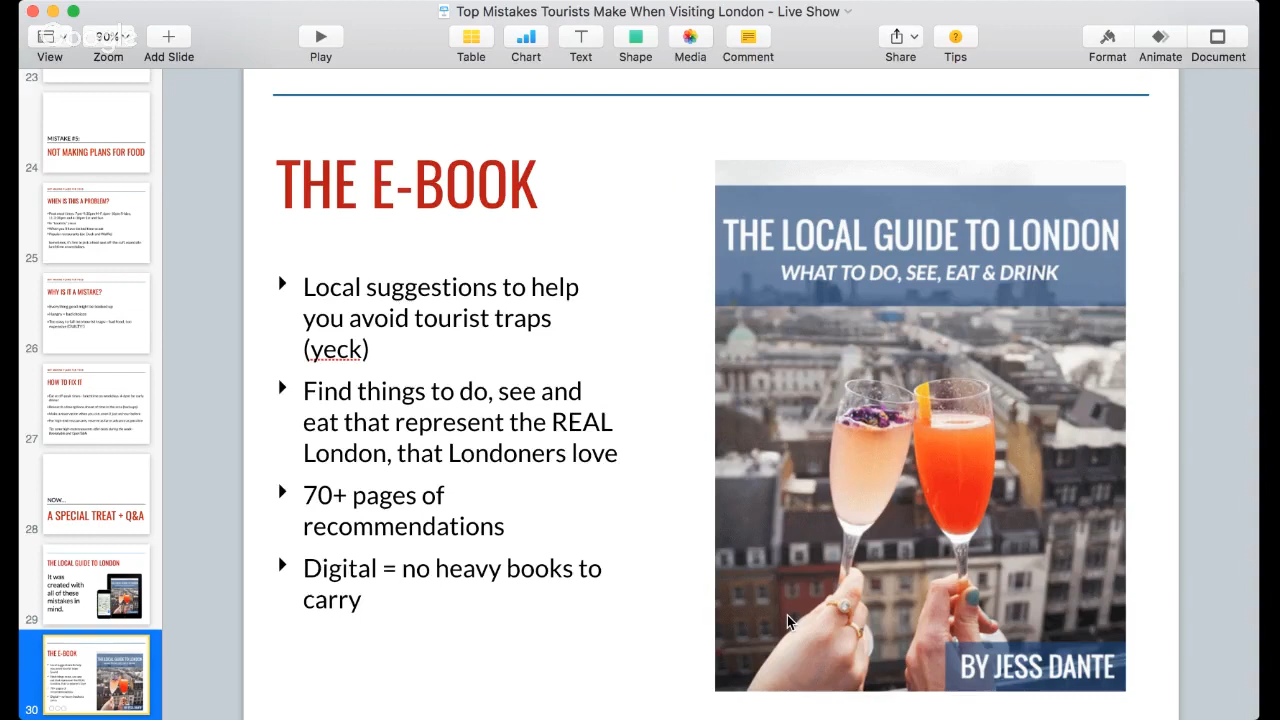 Top Mistakes Tourists Make When Visiting London - Live Show
Google
90%
View
Zoom
Add Slide
Play
Table
Chart
Text
Shape
Media
Comment
Share
Tips
Format
Animate
Document
23
24
MISTAKE #5:
NOT MAKING PLANS FOR FOOD
25
WHEN IS THIS A PROBLEM?
26
WHY IS IT A MISTAKE?
27
HOW TO FIX IT
28
NOW...
A SPECIAL TREAT + Q&A
29
THE LOCAL GUIDE TO LONDON
It was
created with
all of these
mistakes in
mind.
30
THE E-BOOK
THE E-BOOK
Local suggestions to help
you avoid tourist traps
(yeck)
Find things to do, see and
eat that represent the REAL
London, that Londoners love
70+ pages of
recommendations
Digital = no heavy books to
carry
THE LOCAL GUIDE TO LONDON
WHAT TO DO, SEE, EAT & DRINK
BY JESS DANTE